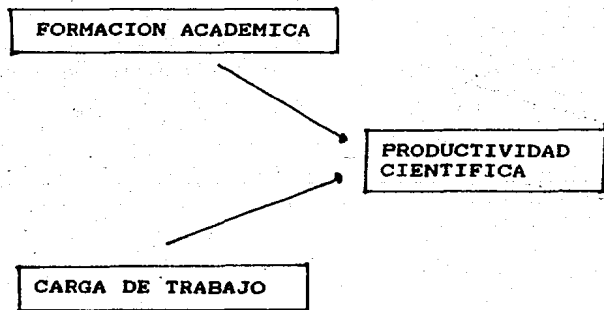 FORMACION ACADEMICA
PRODUCTIVIDAD
CIENTIFICA
CARGA DE TRABAJO